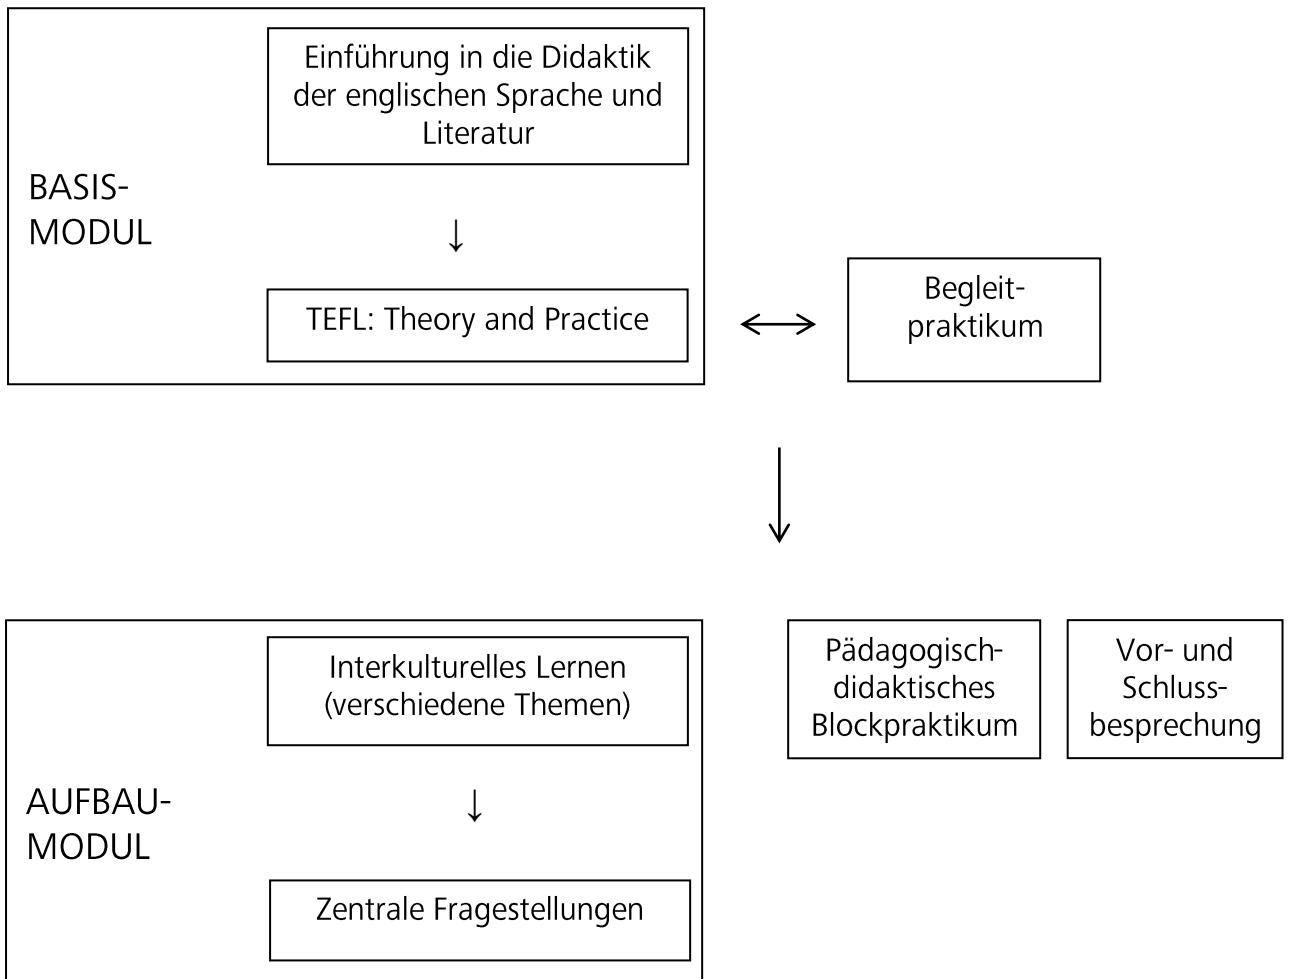 Einführung in die Didaktik
der englischen Sprache und
Literatur
BASIS-
MODUL
↓
TEFL: Theory and Practice
Begleit-
praktikum
Interkulturelles Lernen
(verschiedene Themen)
Pädagogisch-
didaktisches
Blockpraktikum
Vor- und
Schluss-
besprechung
AUFBAU-
MODUL
↓
Zentrale Fragestellungen